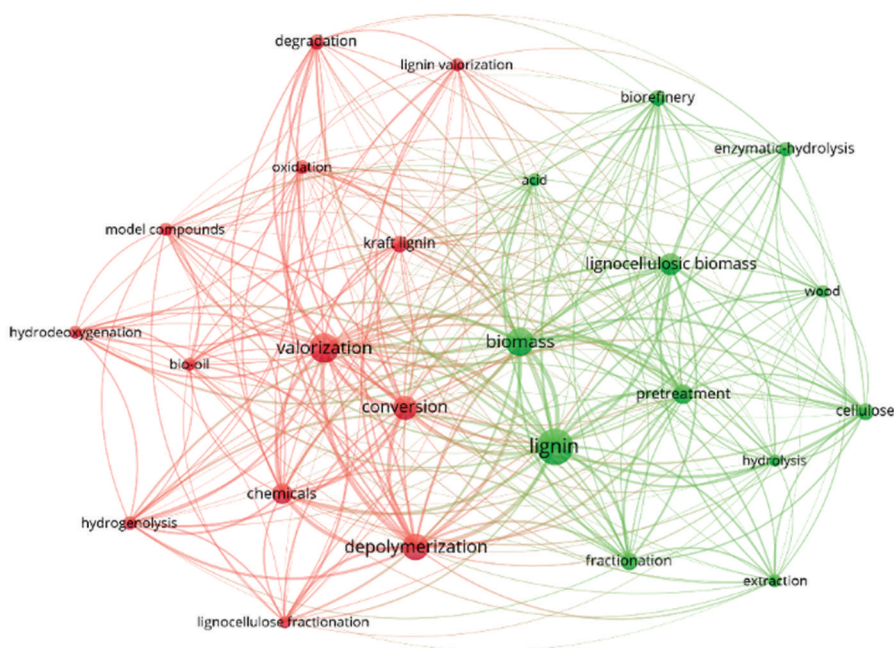 degradation
lignin valorization
biorefinery
enzymatic-hydrolysis
oxidation
acid
model compounds
kraft lignin
lignocellulosic biomass
wood
hydrodeoxygenation
valorization
biomass
bio-oil
pretreatment
conversion
cellulose
lignin
hydrolysis
chemicals
hydrogenolysis
depolymerization
fractionation
extraction
lignocellulose fractionation